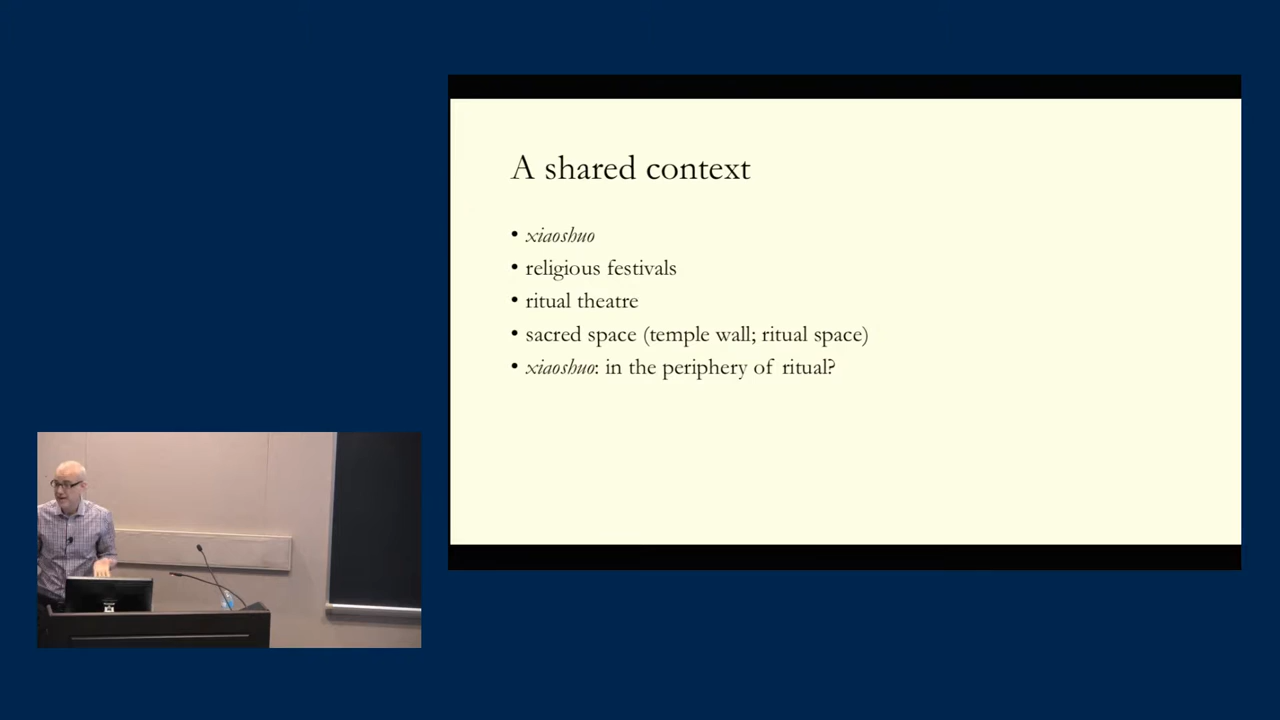 A shared context
• xiaoshuo
• religious festivals
• ritual theatre
• sacred space (temple wall; ritual space)
• xiaoshuo: in the periphery of ritual?